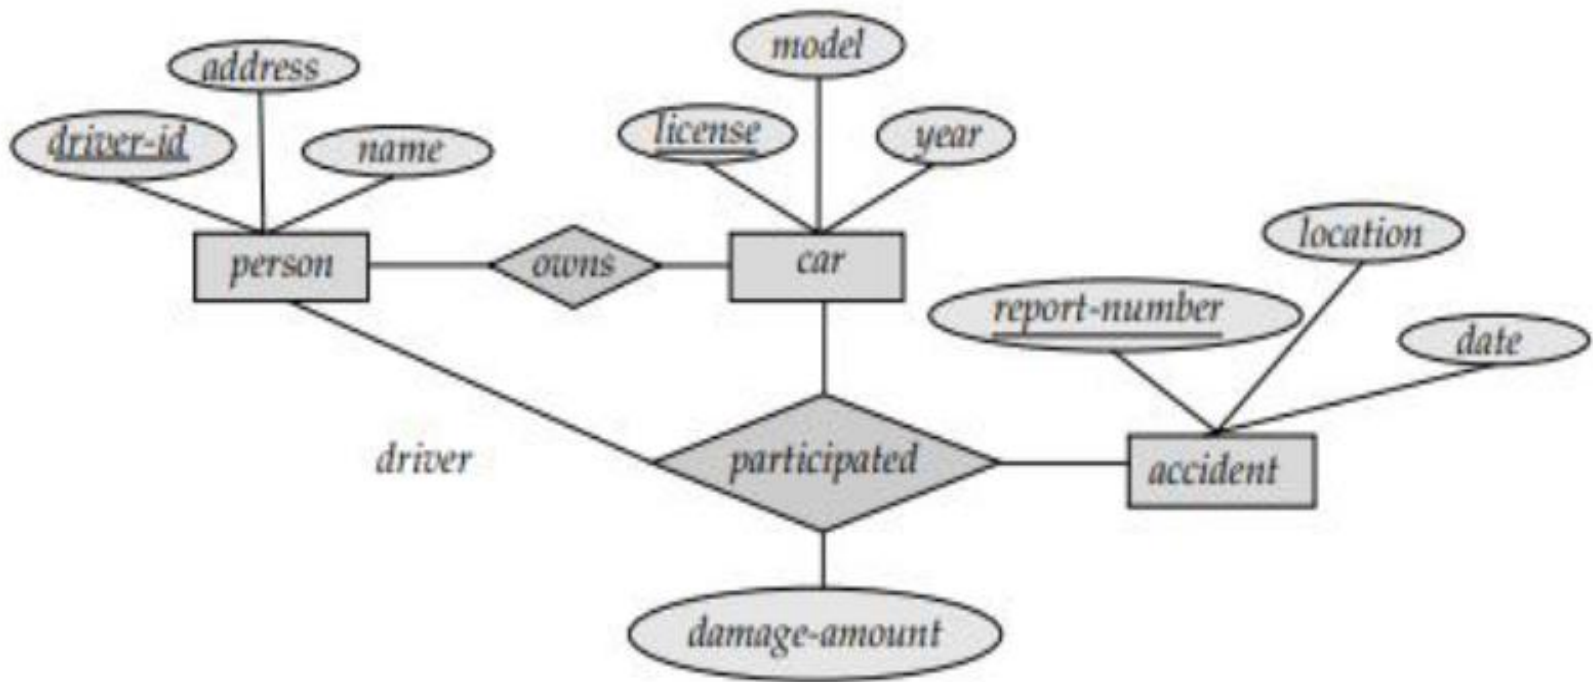 model
address
license
year
driver-id
name
location
person
owns
car
report-number
date
driver
participated
accident
damage-amount